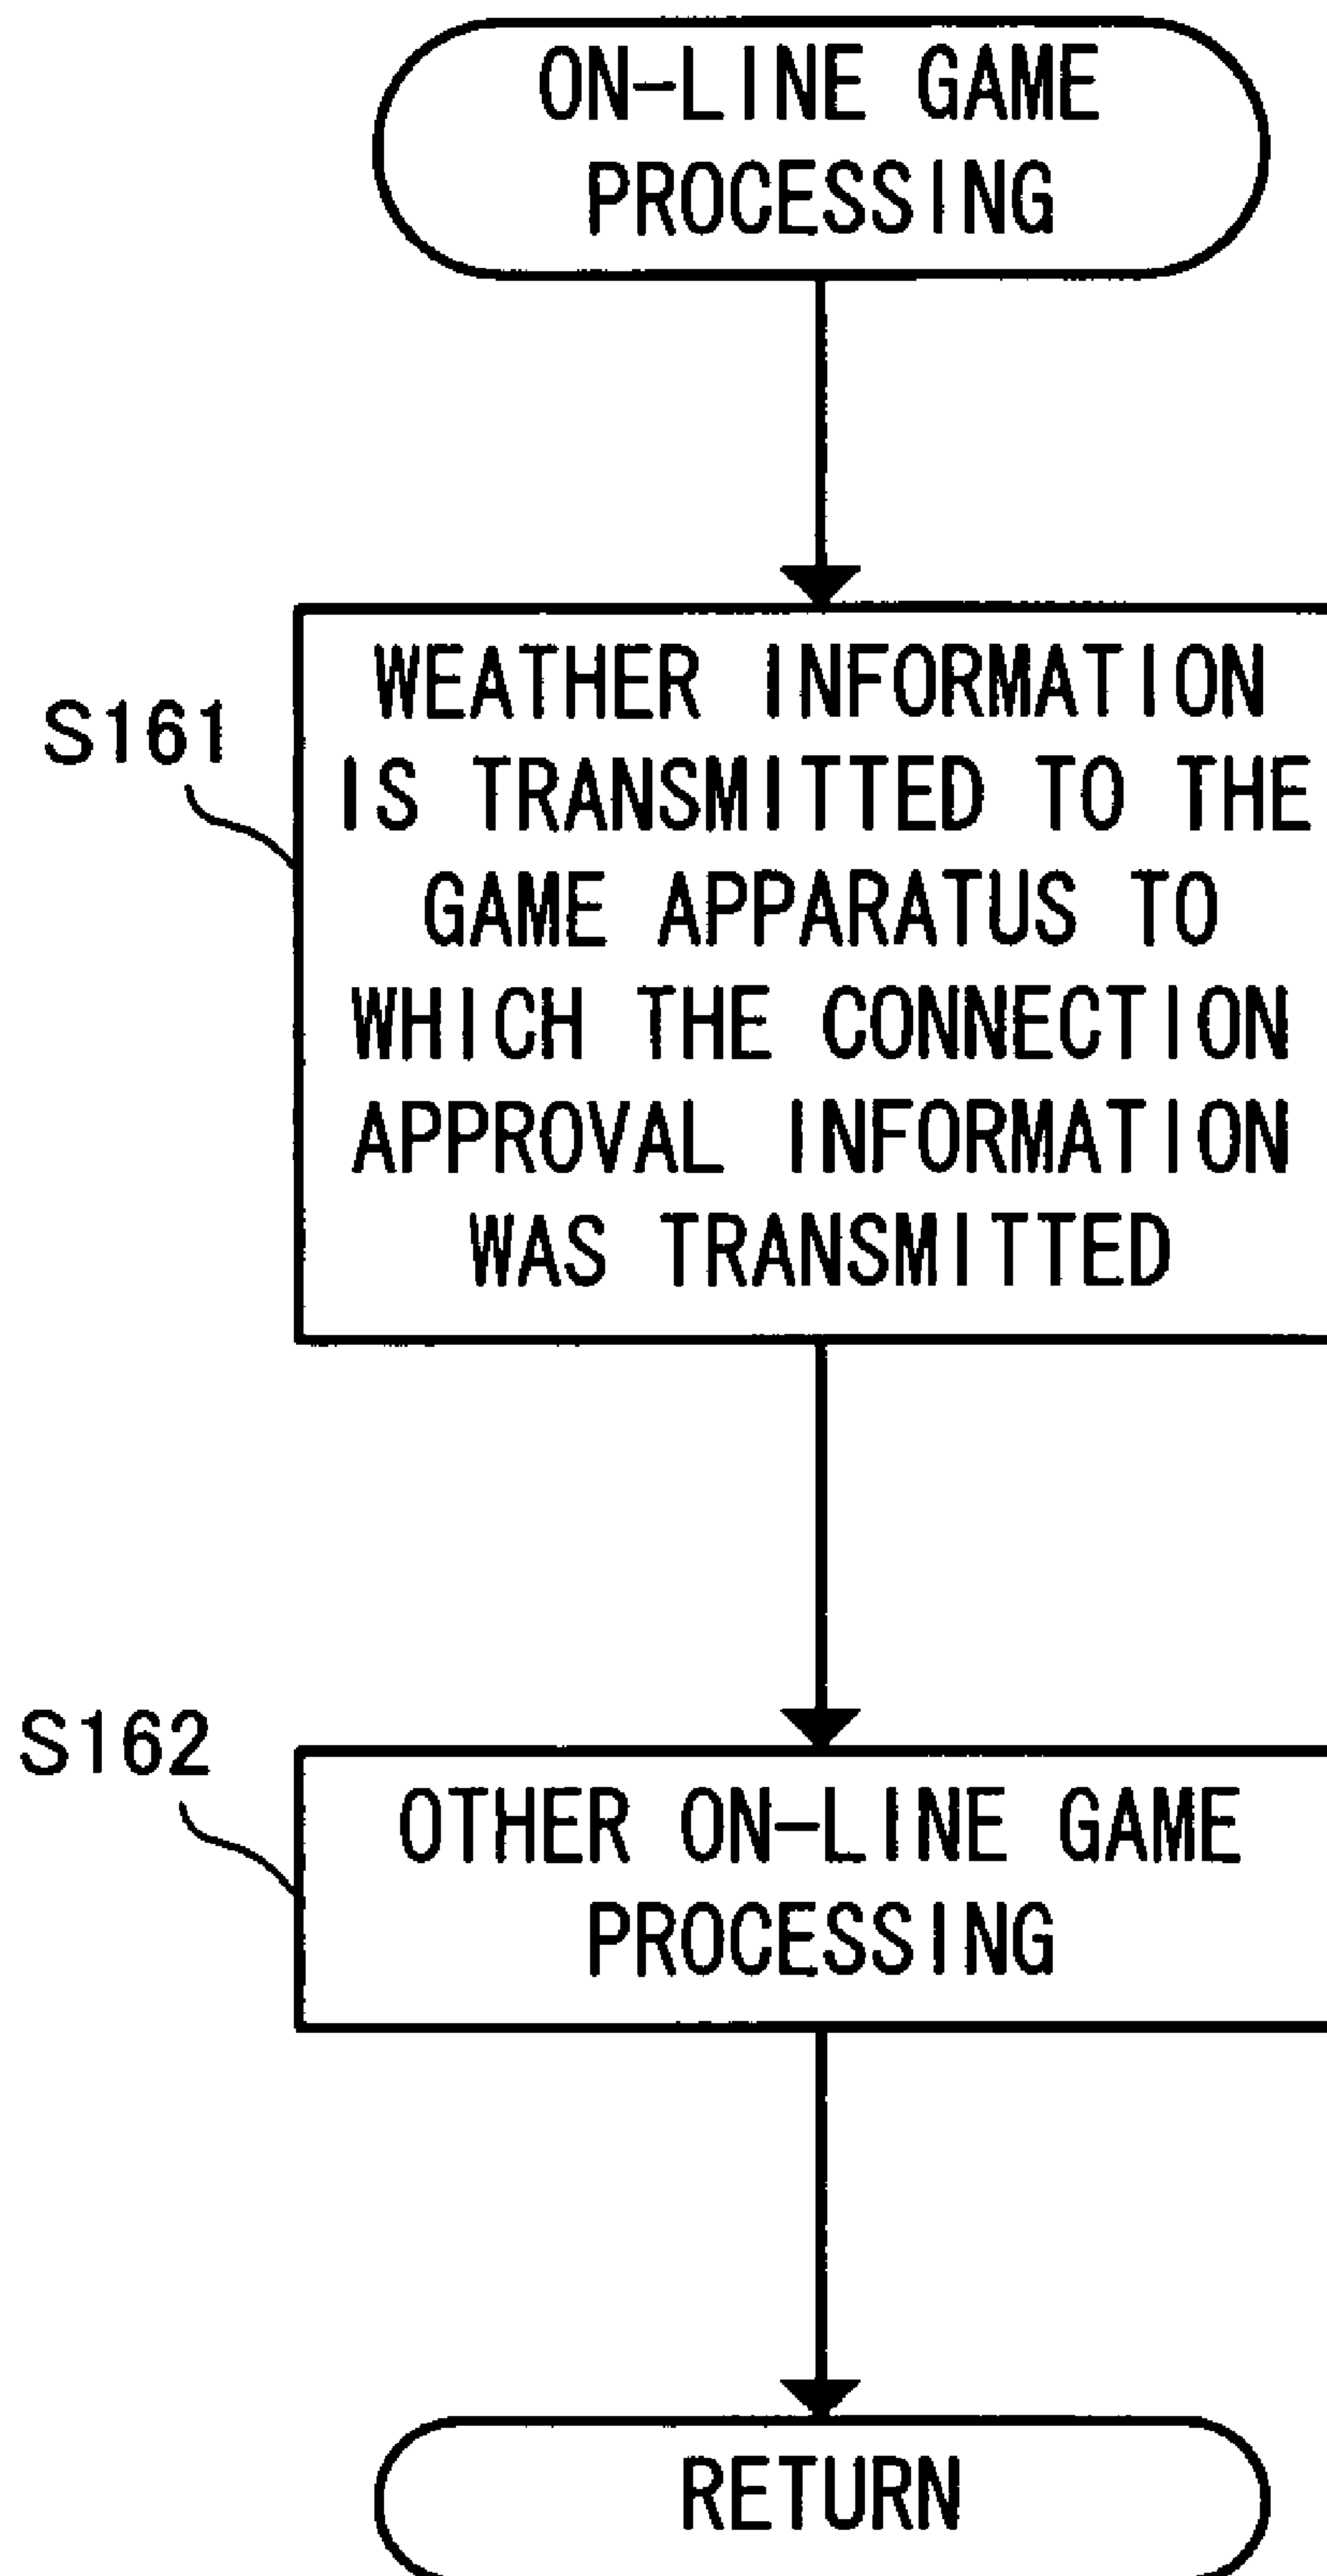 ON-LINE GAME
PROCESSING
S161
WEATHER INFORMATION
IS TRANSMITTED TO THE
GAME APPARATUS TO
WHICH THE CONNECTION
APPROVAL INFORMATION
WAS TRANSMITTED
S162
OTHER ON-LINE GAME
PROCESSING
RETURN